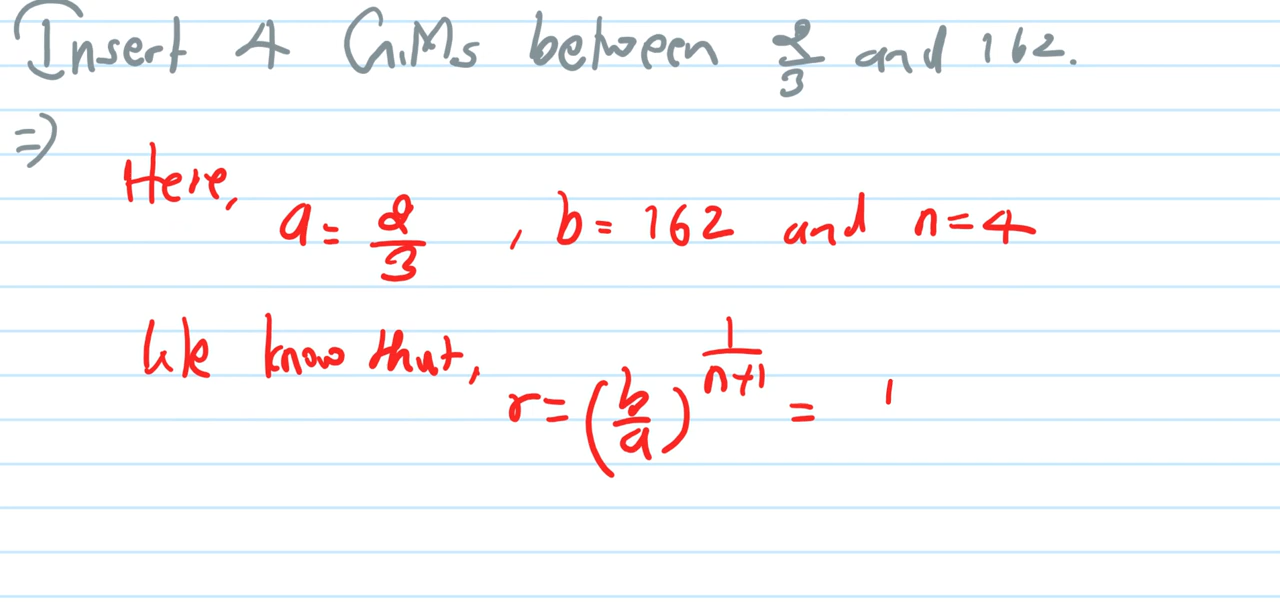 Insert 4 G.Ms between 2/3 and 162.
=>
Here,
a = 2/3 , b = 162 and n = 4
We know that,
r = (b/a)^(1/(n+1)) = 1